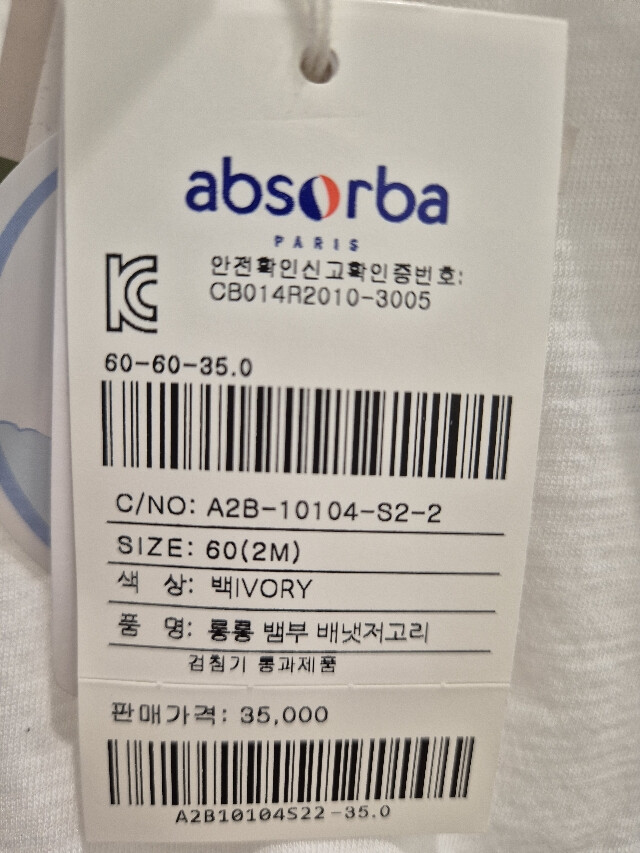 absorba
PARIS
안전확인신고확인증번호:
CB014R2010-3005
60-60-35.0
C/NO: A2B-10104-S2-2
SIZE: 60(2M)
색 상: 백IVORY
품 명: 롱롱 뱀부 배냇저고리
검침기 통과제품
판매가격: 35,000
A2B10104S22-35.0